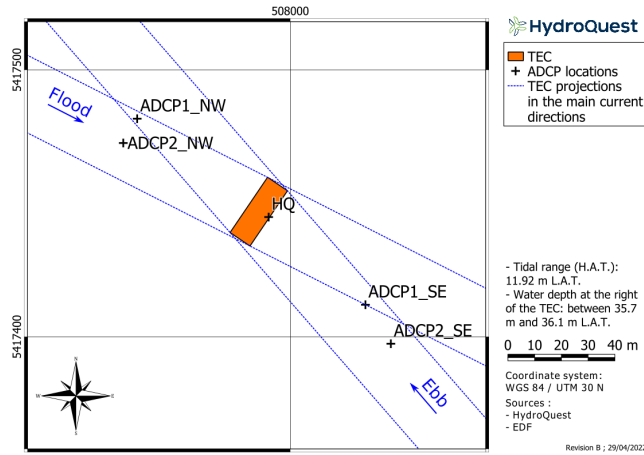 508000
HydroQuest
5417500
TEC
ADCP locations
TEC projections
in the main current
directions
Flood
ADCP1_NW
ADCP2_NW
HQ
ADCP1_SE
ADCP2_SE
5417400
Ebb
N
W
E
S
- Tidal range (H.A.T.):
11.92 m L.A.T.
- Water depth at the right
of the TEC: between 35.7
m and 36.1 m L.A.T.
0 10 20 30 40 m
Coordinate system:
WGS 84 / UTM 30 N
Sources :
- HydroQuest
- EDF
Revision B ; 29/04/2022